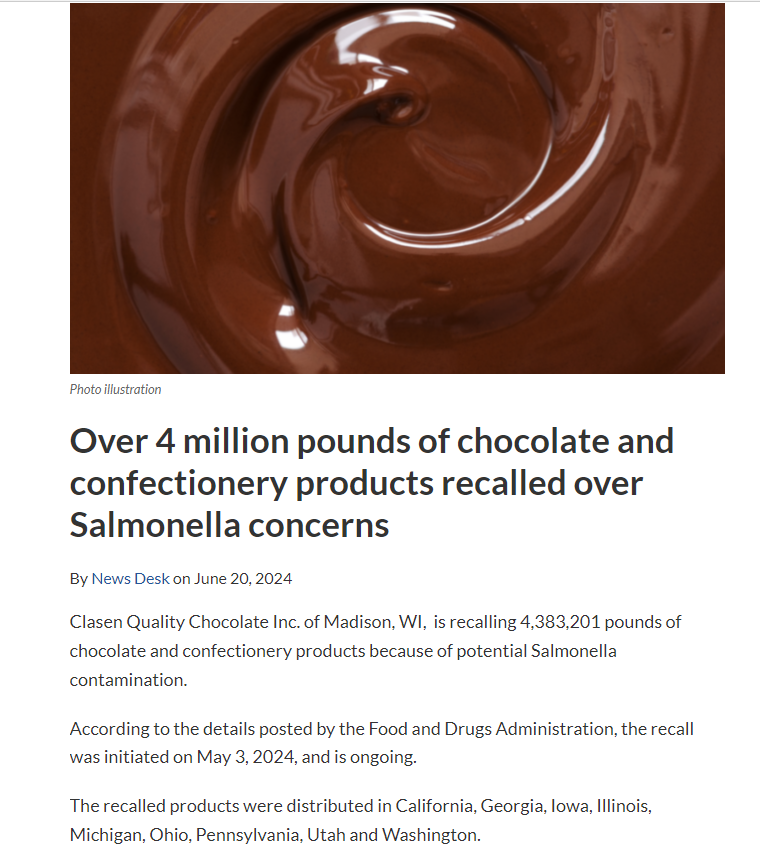 Photo illustration
Over 4 million pounds of chocolate and
confectionery products recalled over
Salmonella concerns
By News Desk on June 20, 2024
Clasen Quality Chocolate Inc. of Madison, WI,  is recalling 4,383,201 pounds of
chocolate and confectionery products because of potential Salmonella
contamination.
According to the details posted by the Food and Drugs Administration, the recall
was initiated on May 3, 2024, and is ongoing.
The recalled products were distributed in California, Georgia, Iowa, Illinois,
Michigan, Ohio, Pennsylvania, Utah and Washington.